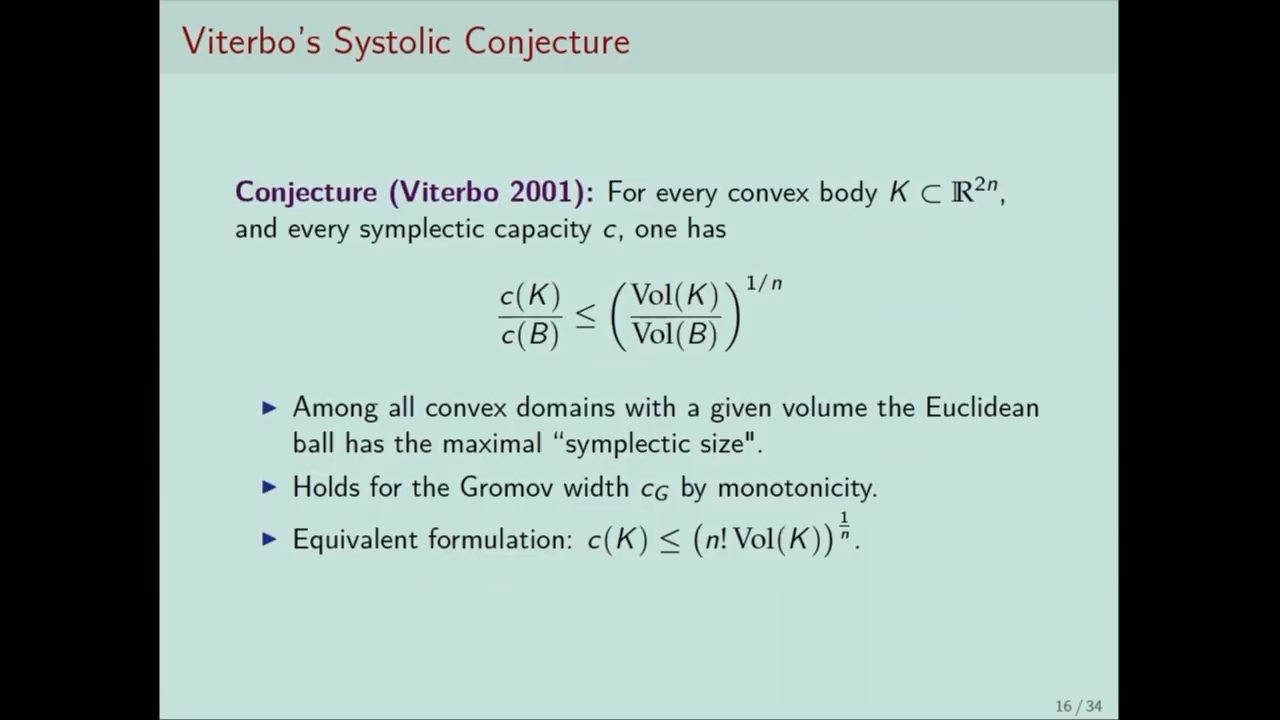 Viterbo's Systolic Conjecture
Conjecture (Viterbo 2001): For every convex body K ⊂ ℝ²ⁿ,
and every symplectic capacity c, one has
c(K)/c(B) ≤ (Vol(K)/Vol(B))^{1/n}
▶ Among all convex domains with a given volume the Euclidean
ball has the maximal “symplectic size".
▶ Holds for the Gromov width c_G by monotonicity.
▶ Equivalent formulation: c(K) ≤ (n! Vol(K))^{1/n}.
16 / 34